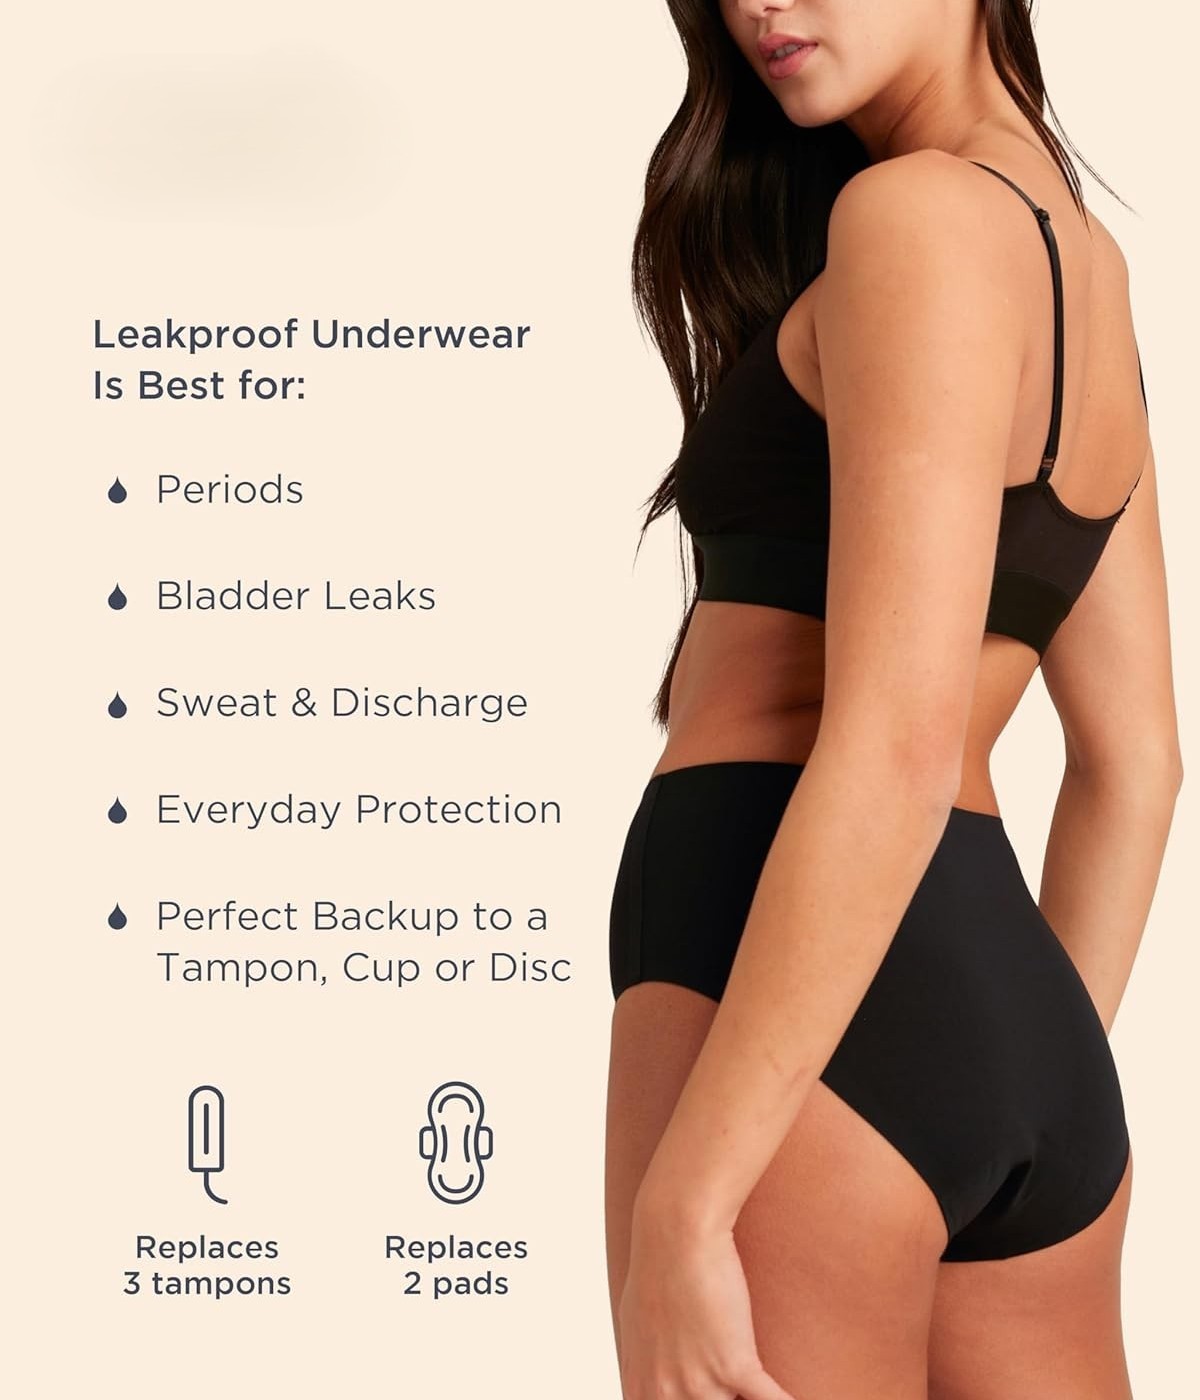 Leakproof Underwear
Is Best for:
Periods
Bladder Leaks
Sweat & Discharge
Everyday Protection
Perfect Backup to a
Tampon, Cup or Disc
Replaces
3 tampons
Replaces
2 pads